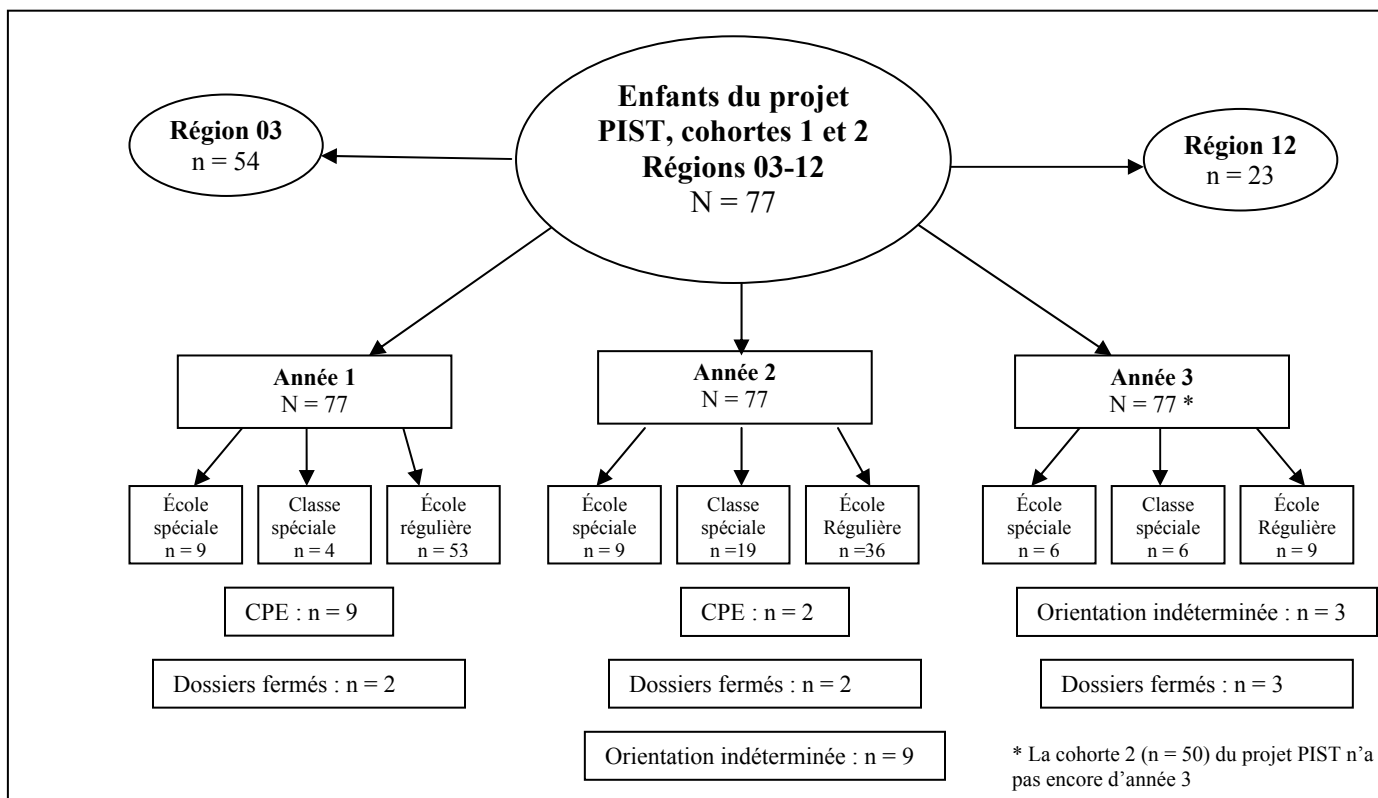 Enfants du projet
PIST, cohortes 1 et 2
Régions 03-12
N = 77
Région 03
n = 54
Région 12
n = 23
Année 1
N = 77
École
spéciale
n = 9
Classe
spéciale
n = 4
École
régulière
n = 53
CPE : n = 9
Dossiers fermés : n = 2
Année 2
N = 77
École
spéciale
n = 9
Classe
spéciale
n =19
École
Régulière
n =36
CPE : n = 2
Dossiers fermés : n = 2
Orientation indéterminée : n = 9
Année 3
N = 77 *
École
spéciale
n = 6
Classe
spéciale
n = 6
École
Régulière
n = 9
Orientation indéterminée : n = 3
Dossiers fermés : n = 3
* La cohorte 2 (n = 50) du projet PIST n’a
pas encore d’année 3